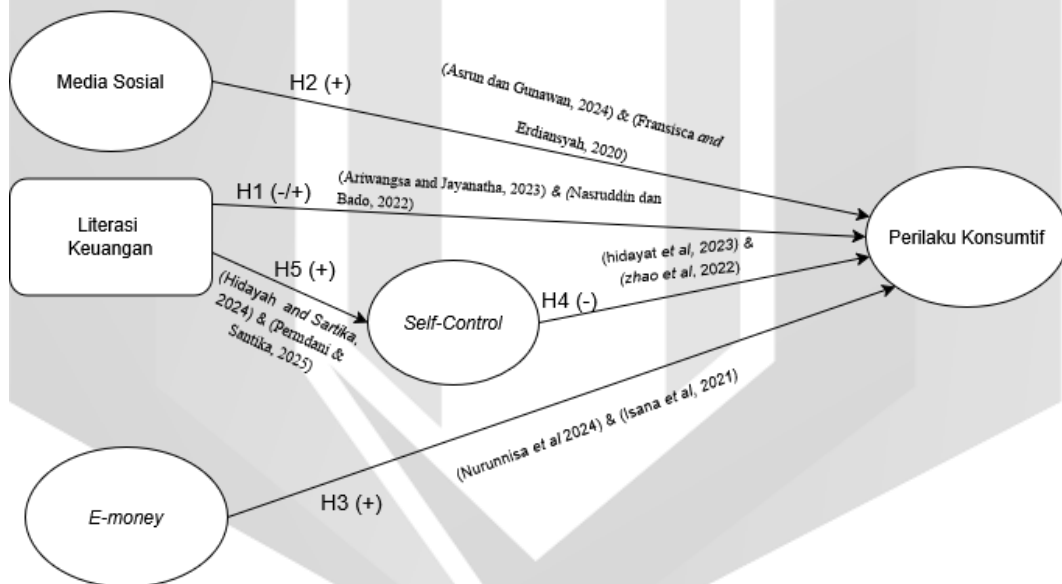 Media Sosial
H2 (+)
(Asrun dan Gunawan, 2024) & (Fransisca and
Erdiansyah, 2020)
Literasi
Keuangan
H1 (-/+)
(Ariwangsa and Jayanatha, 2023) & (Nasruddin dan
Bado, 2022)
Perilaku Konsumtif
H5 (+)
(Hidayah and Sartika,
2024) & (Permdani &
Santika, 2025)
Self-Control
H4 (-)
(hidayat et al, 2023) &
(zhao et al, 2022)
E-money
H3 (+)
(Nurunnisa et al 2024) & (Isana et al, 2021)